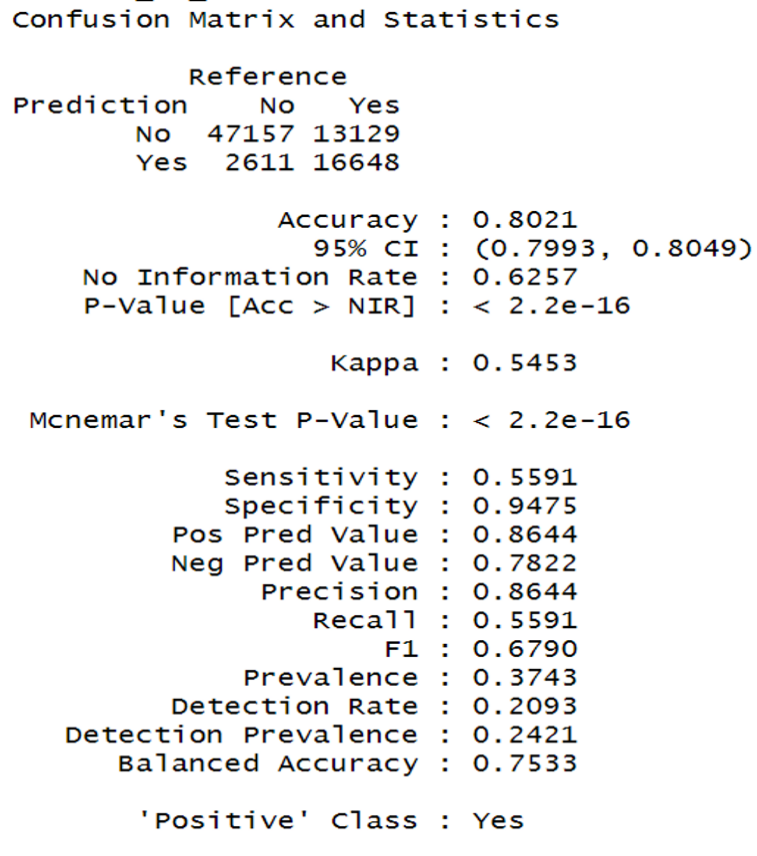 Confusion Matrix and Statistics
Reference
Prediction No Yes
No 47157 13129
Yes 2611 16648
Accuracy : 0.8021
95% CI : (0.7993, 0.8049)
No Information Rate : 0.6257
P-Value [Acc > NIR] : < 2.2e-16
Kappa : 0.5453
Mcnemar's Test P-Value : < 2.2e-16
Sensitivity : 0.5591
Specificity : 0.9475
Pos Pred Value : 0.8644
Neg Pred Value : 0.7822
Precision : 0.8644
Recall : 0.5591
F1 : 0.6790
Prevalence : 0.3743
Detection Rate : 0.2093
Detection Prevalence : 0.2421
Balanced Accuracy : 0.7533
'Positive' Class : Yes